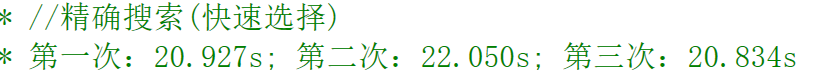 * //精确搜索(快速选择)
* 第一次：20.927s; 第二次：22.050s; 第三次：20.834s